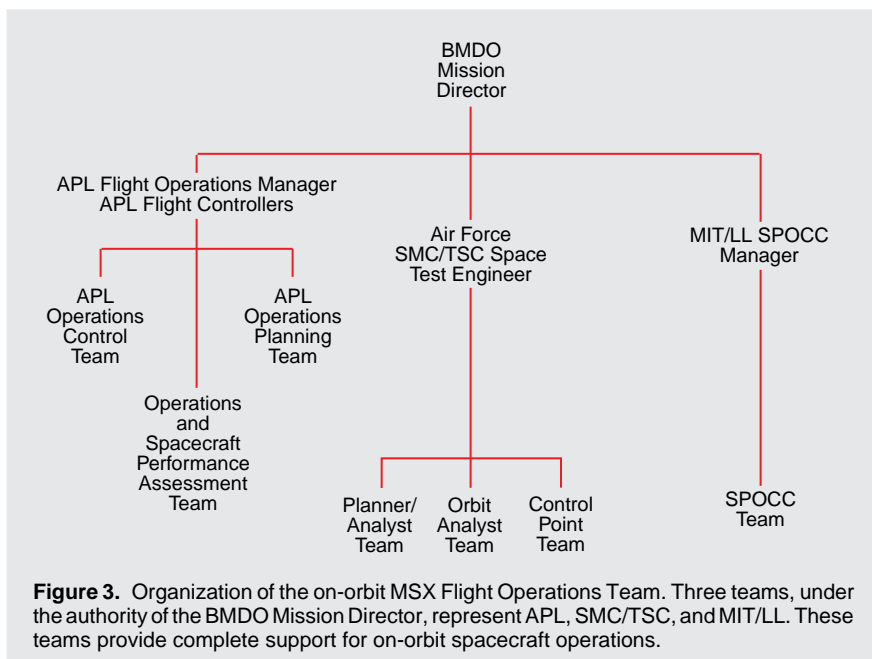 BMDO
Mission
Director
APL Flight Operations Manager
APL Flight Controllers
Air Force
SMC/TSC Space
Test Engineer
MIT/LL SPOCC
Manager
APL
Operations
Control
Team
APL
Operations
Planning
Team
Operations
and
Spacecraft
Performance
Assessment
Team
Planner/
Analyst
Team
Orbit
Analyst
Team
Control
Point
Team
SPOCC
Team
Figure 3. Organization of the on-orbit MSX Flight Operations Team. Three teams, under
the authority of the BMDO Mission Director, represent APL, SMC/TSC, and MIT/LL. These
teams provide complete support for on-orbit spacecraft operations.